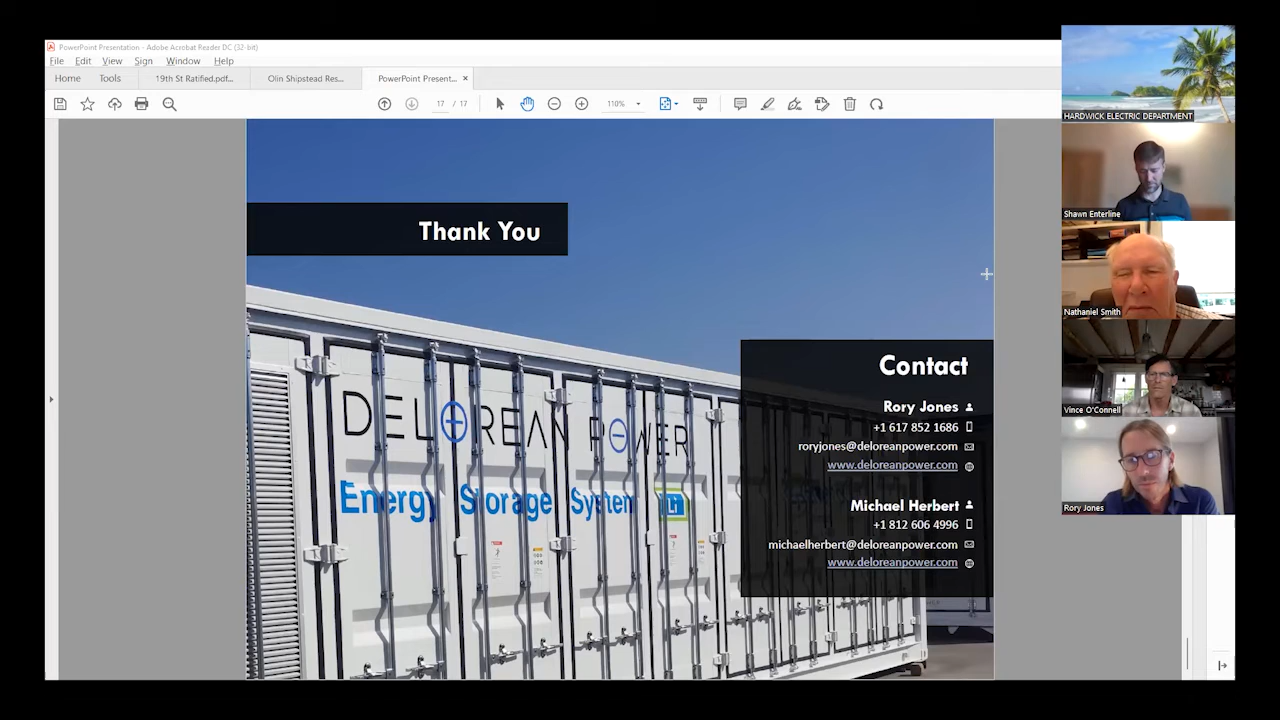 PowerPoint Presentation - Adobe Acrobat Reader DC (32-bit)
File Edit View Sign Window Help
Home Tools 19th St Ratified.pdf... Olin Shipstead Res... PowerPoint Present... ×
17 / 17 110%
Thank You
DELOREAN POWER
Energy Storage System
Contact
Rory Jones
+1 617 852 1686
roryjones@deloreanpower.com
www.deloreanpower.com
Michael Herbert
+1 812 606 4996
michaelherbert@deloreanpower.com
www.deloreanpower.com
HARDWICK ELECTRIC DEPARTMENT
Shawn Enterline
Nathaniel Smith
Vince O'Connell
Rory Jones